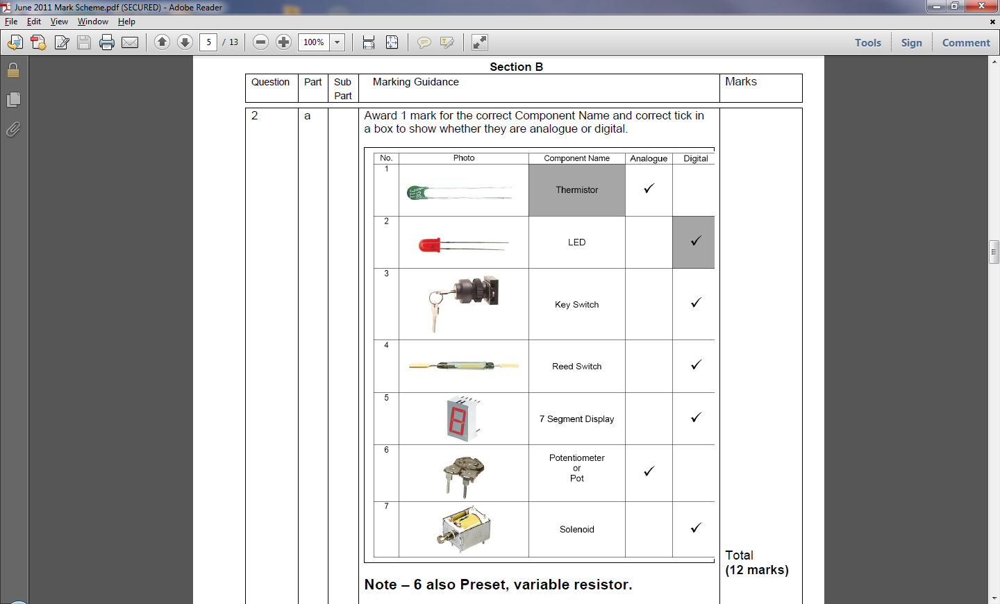 June 2011 Mark Scheme.pdf (SECURED) - Adobe Reader
File Edit View Window Help
5 / 13 100% Tools Sign Comment
Section B
Question Part Sub Part Marking Guidance Marks
2 a Award 1 mark for the correct Component Name and correct tick in
a box to show whether they are analogue or digital.
No. Photo Component Name Analogue Digital
1 Thermistor ✓
2 LED ✓
3 Key Switch ✓
4 Reed Switch ✓
5 7 Segment Display ✓
6 Potentiometer
or
Pot ✓
7 Solenoid ✓
Total
(12 marks)
Note – 6 also Preset, variable resistor.